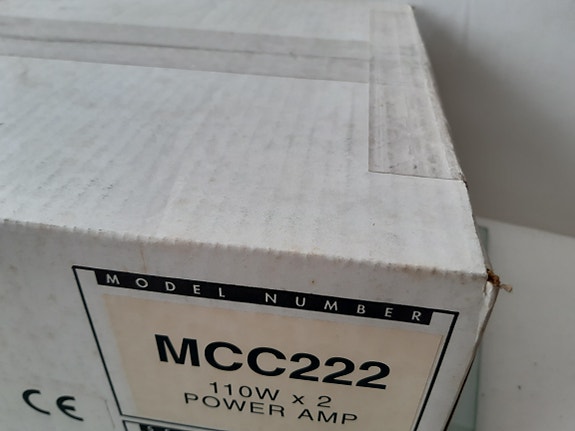 MODEL NUMBER
MCC222
110W x 2
POWER AMP
CE